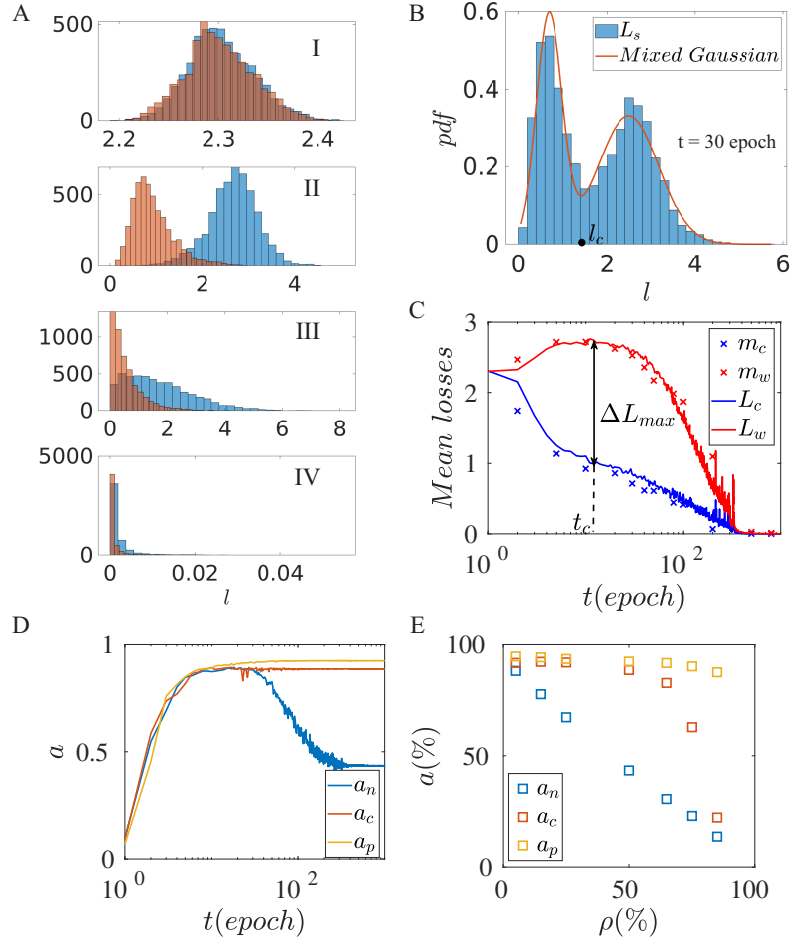 A
500
0
I
2.2
2.3
2.4
500
0
II
0
2
4
1000
500
0
III
0
2
4
6
8
5000
0
IV
0
0.02
0.04
l
B
0.6
0.4
0.2
0
pdf
L_s
Mixed Gaussian
t = 30 epoch
l_c
0
2
4
6
l
C
3
2
1
0
Mean losses
m_c
m_w
L_c
L_w
ΔL_max
t_c
10^0
10^2
t(epoch)
D
1
0.5
0
a
a_n
a_c
a_p
10^0
10^2
t(epoch)
E
100
50
0
a(%)
a_n
a_c
a_p
0
50
100
ρ(%)